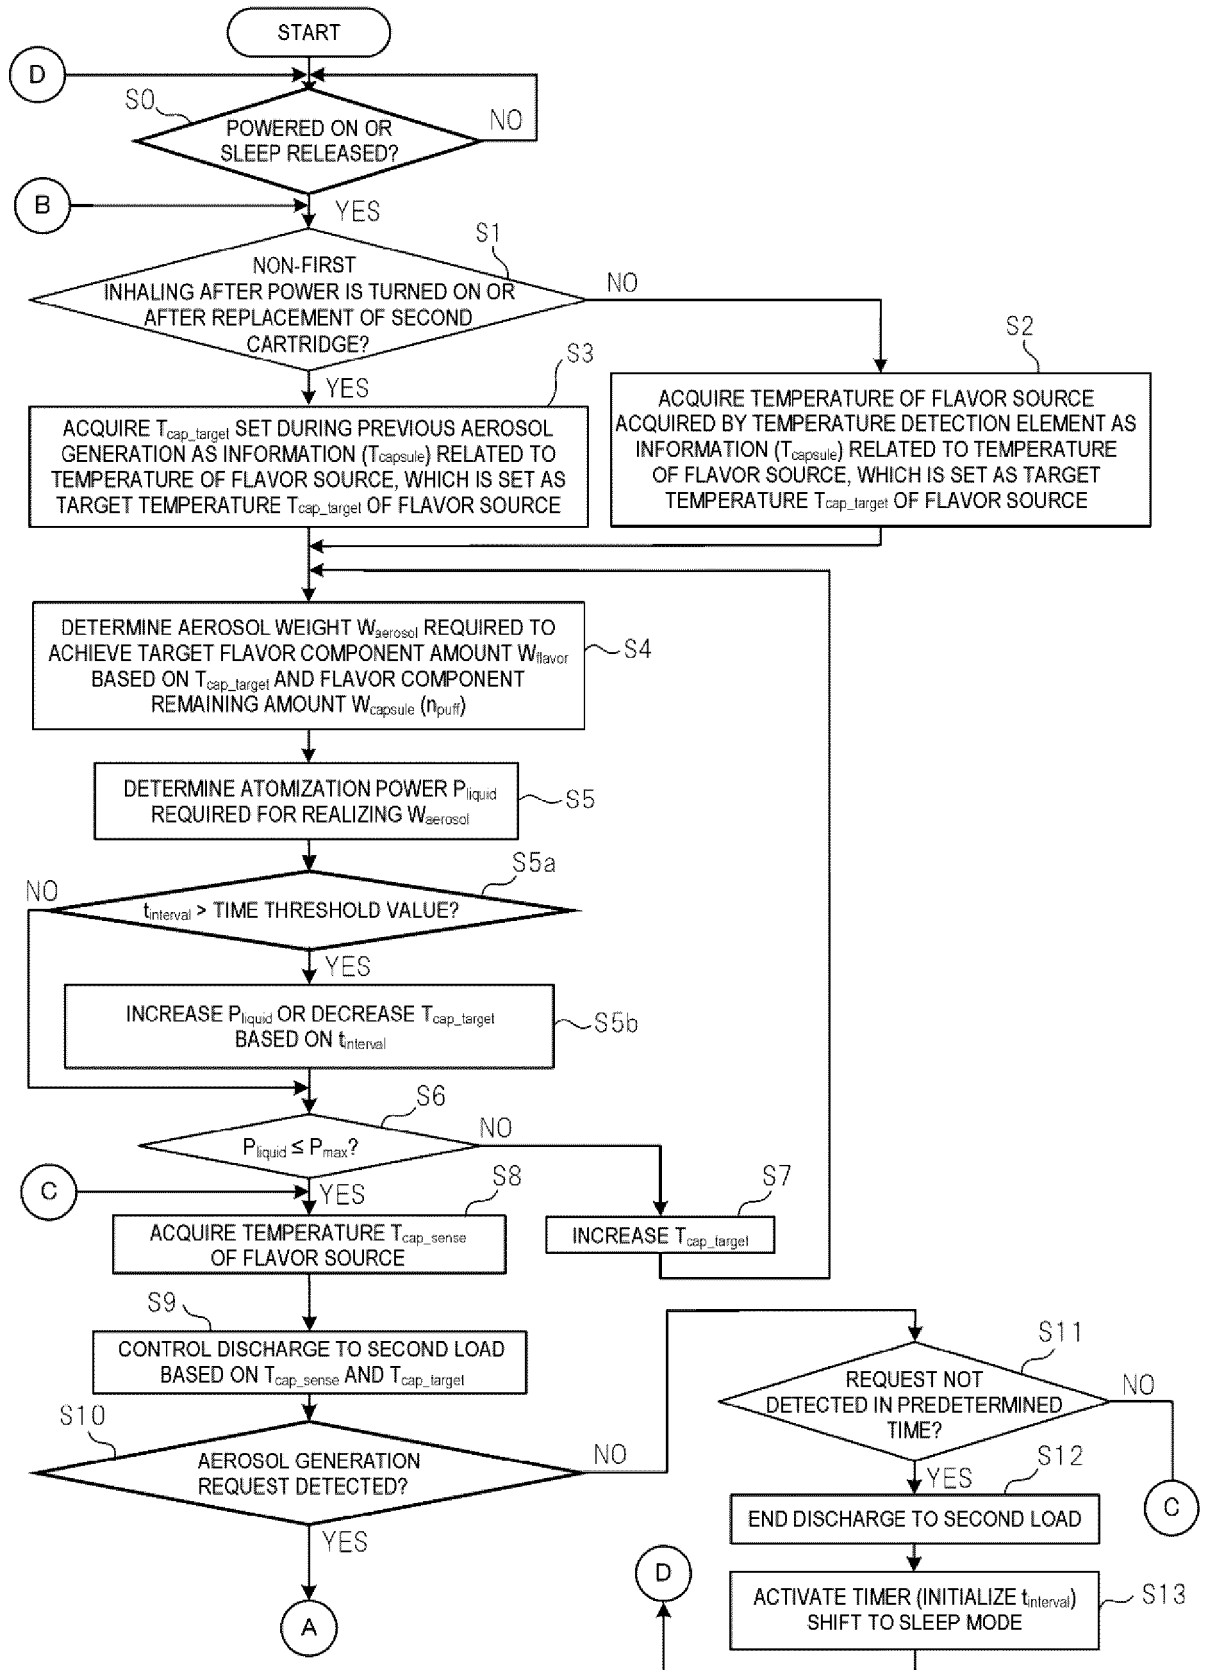 START
D
S0
NO
POWERED ON OR
SLEEP RELEASED?
B
YES
S1
NON-FIRST
INHALING AFTER POWER IS TURNED ON OR
AFTER REPLACEMENT OF SECOND
CARTRIDGE?
NO
YES
S3
ACQUIRE Tcap_target SET DURING PREVIOUS AEROSOL
GENERATION AS INFORMATION (Tcapsule) RELATED TO
TEMPERATURE OF FLAVOR SOURCE, WHICH IS SET AS
TARGET TEMPERATURE Tcap_target OF FLAVOR SOURCE
S2
ACQUIRE TEMPERATURE OF FLAVOR SOURCE
ACQUIRED BY TEMPERATURE DETECTION ELEMENT AS
INFORMATION (Tcapsule) RELATED TO TEMPERATURE
OF FLAVOR SOURCE, WHICH IS SET AS TARGET
TEMPERATURE Tcap_target OF FLAVOR SOURCE
DETERMINE AEROSOL WEIGHT Waerosol REQUIRED TO
ACHIEVE TARGET FLAVOR COMPONENT AMOUNT Wflavor
BASED ON Tcap_target AND FLAVOR COMPONENT
REMAINING AMOUNT Wcapsule (npuff)
S4
DETERMINE ATOMIZATION POWER Pliquid
REQUIRED FOR REALIZING Waerosol
S5
S5a
NO
tinterval > TIME THRESHOLD VALUE?
YES
INCREASE Pliquid OR DECREASE Tcap_target
BASED ON tinterval
S5b
S6
Pliquid ≤ Pmax?
NO
C
YES
S8
ACQUIRE TEMPERATURE Tcap_sense
OF FLAVOR SOURCE
S7
INCREASE Tcap_target
S9
CONTROL DISCHARGE TO SECOND LOAD
BASED ON Tcap_sense AND Tcap_target
S10
AEROSOL GENERATION
REQUEST DETECTED?
NO
YES
A
S11
REQUEST NOT
DETECTED IN PREDETERMINED
TIME?
NO
C
YES
S12
END DISCHARGE TO SECOND LOAD
D
ACTIVATE TIMER (INITIALIZE tinterval)
SHIFT TO SLEEP MODE
S13